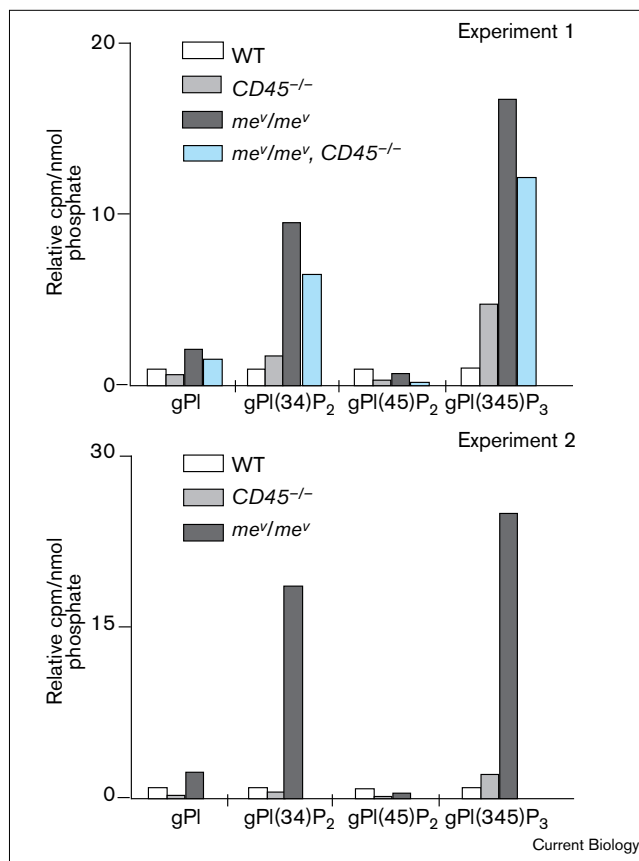 Experiment 1
20
10
0
Relative cpm/nmol
phosphate
WT
CD45–/–
mev/mev
mev/mev, CD45–/–
gPI gPI(34)P2 gPI(45)P2 gPI(345)P3
Experiment 2
30
15
0
Relative cpm/nmol
phosphate
WT
CD45–/–
mev/mev
gPI gPI(34)P2 gPI(45)P2 gPI(345)P3
Current Biology